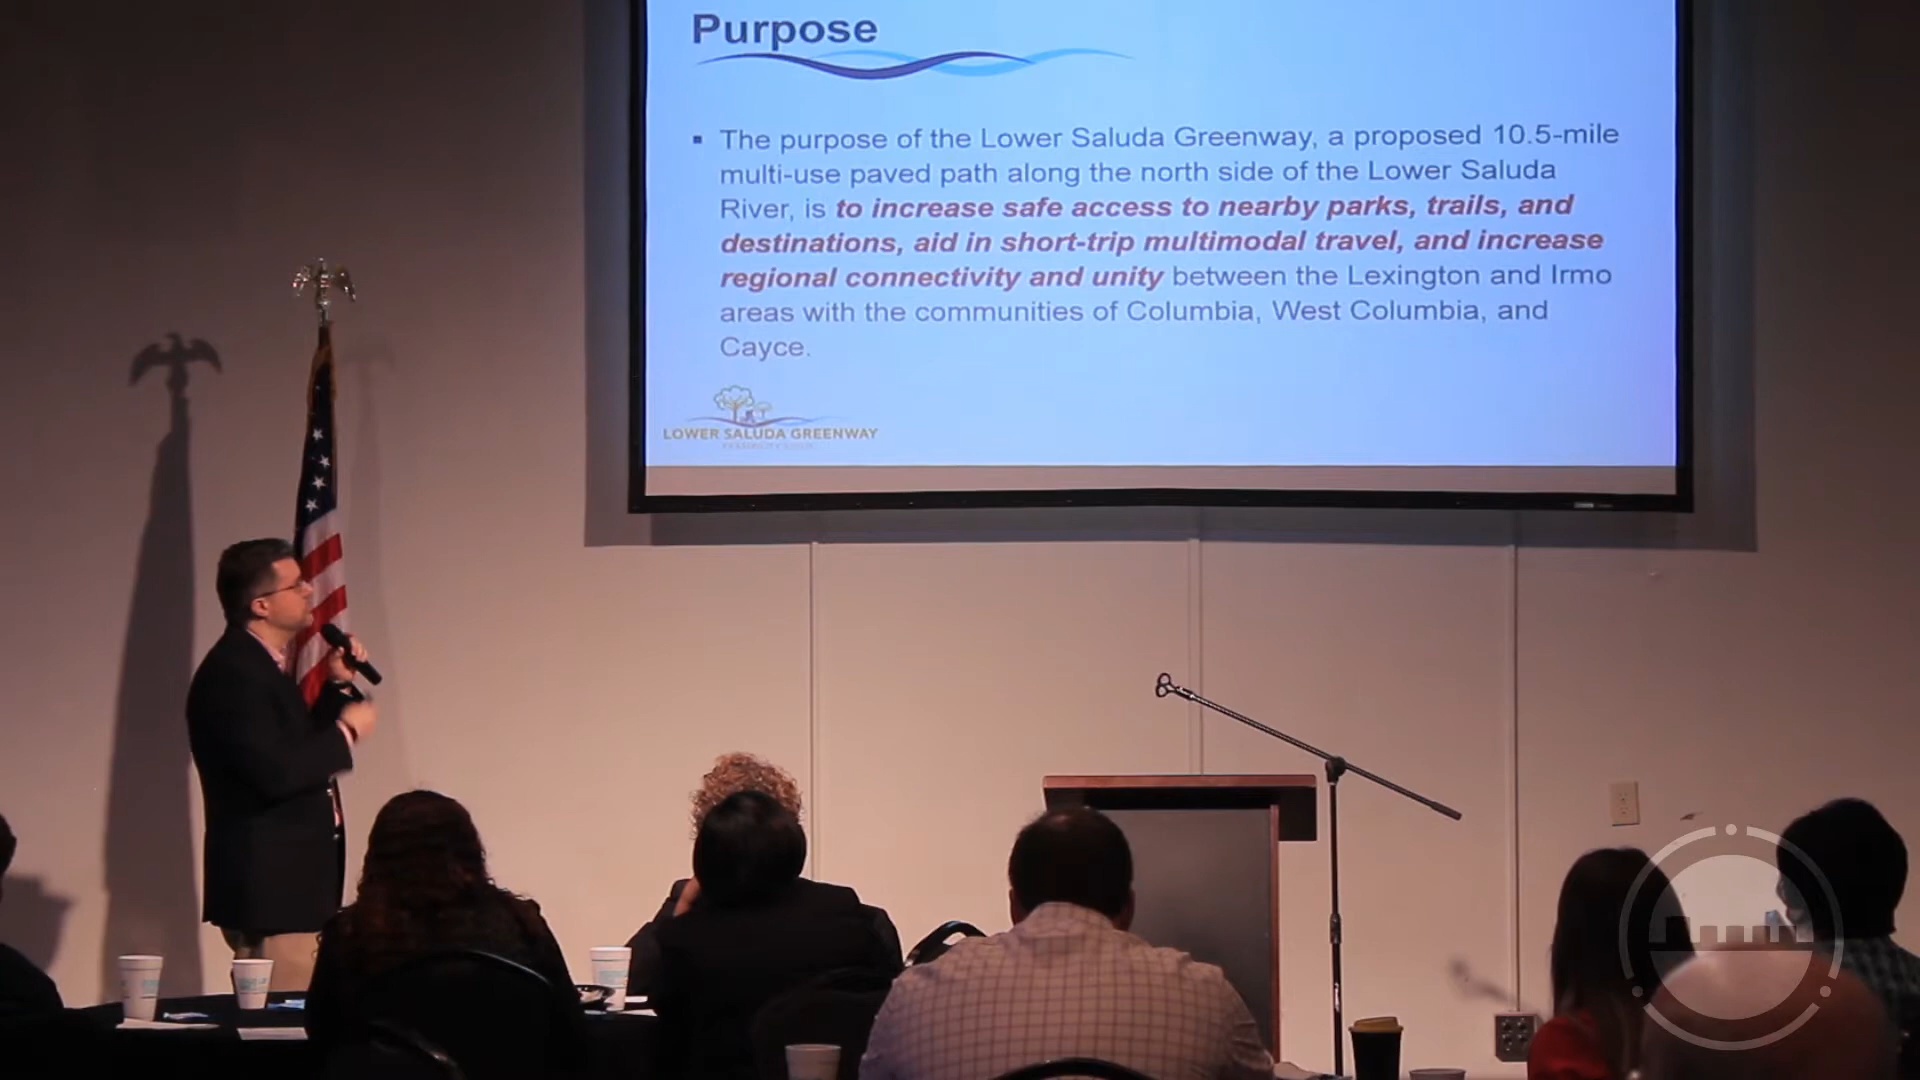 Purpose
▪ The purpose of the Lower Saluda Greenway, a proposed 10.5-mile
multi-use paved path along the north side of the Lower Saluda
River, is to increase safe access to nearby parks, trails, and
destinations, aid in short-trip multimodal travel, and increase
regional connectivity and unity between the Lexington and Irmo
areas with the communities of Columbia, West Columbia, and
Cayce.
LOWER SALUDA GREENWAY